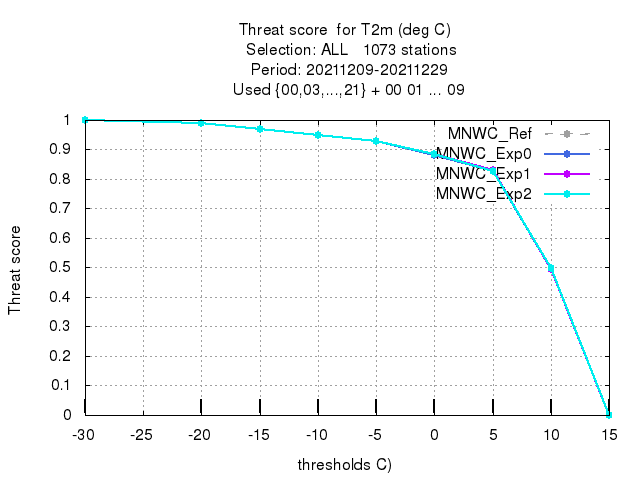 Threat score for T2m (deg C)
Selection: ALL 1073 stations
Period: 20211209-20211229
Used {00,03,...,21} + 00 01 ... 09
1
0.9
0.8
0.7
0.6
0.5
0.4
0.3
0.2
0.1
0
Threat score
MNWC_Ref
MNWC_Exp0
MNWC_Exp1
MNWC_Exp2
-30 -25 -20 -15 -10 -5 0 5 10 15
thresholds C)